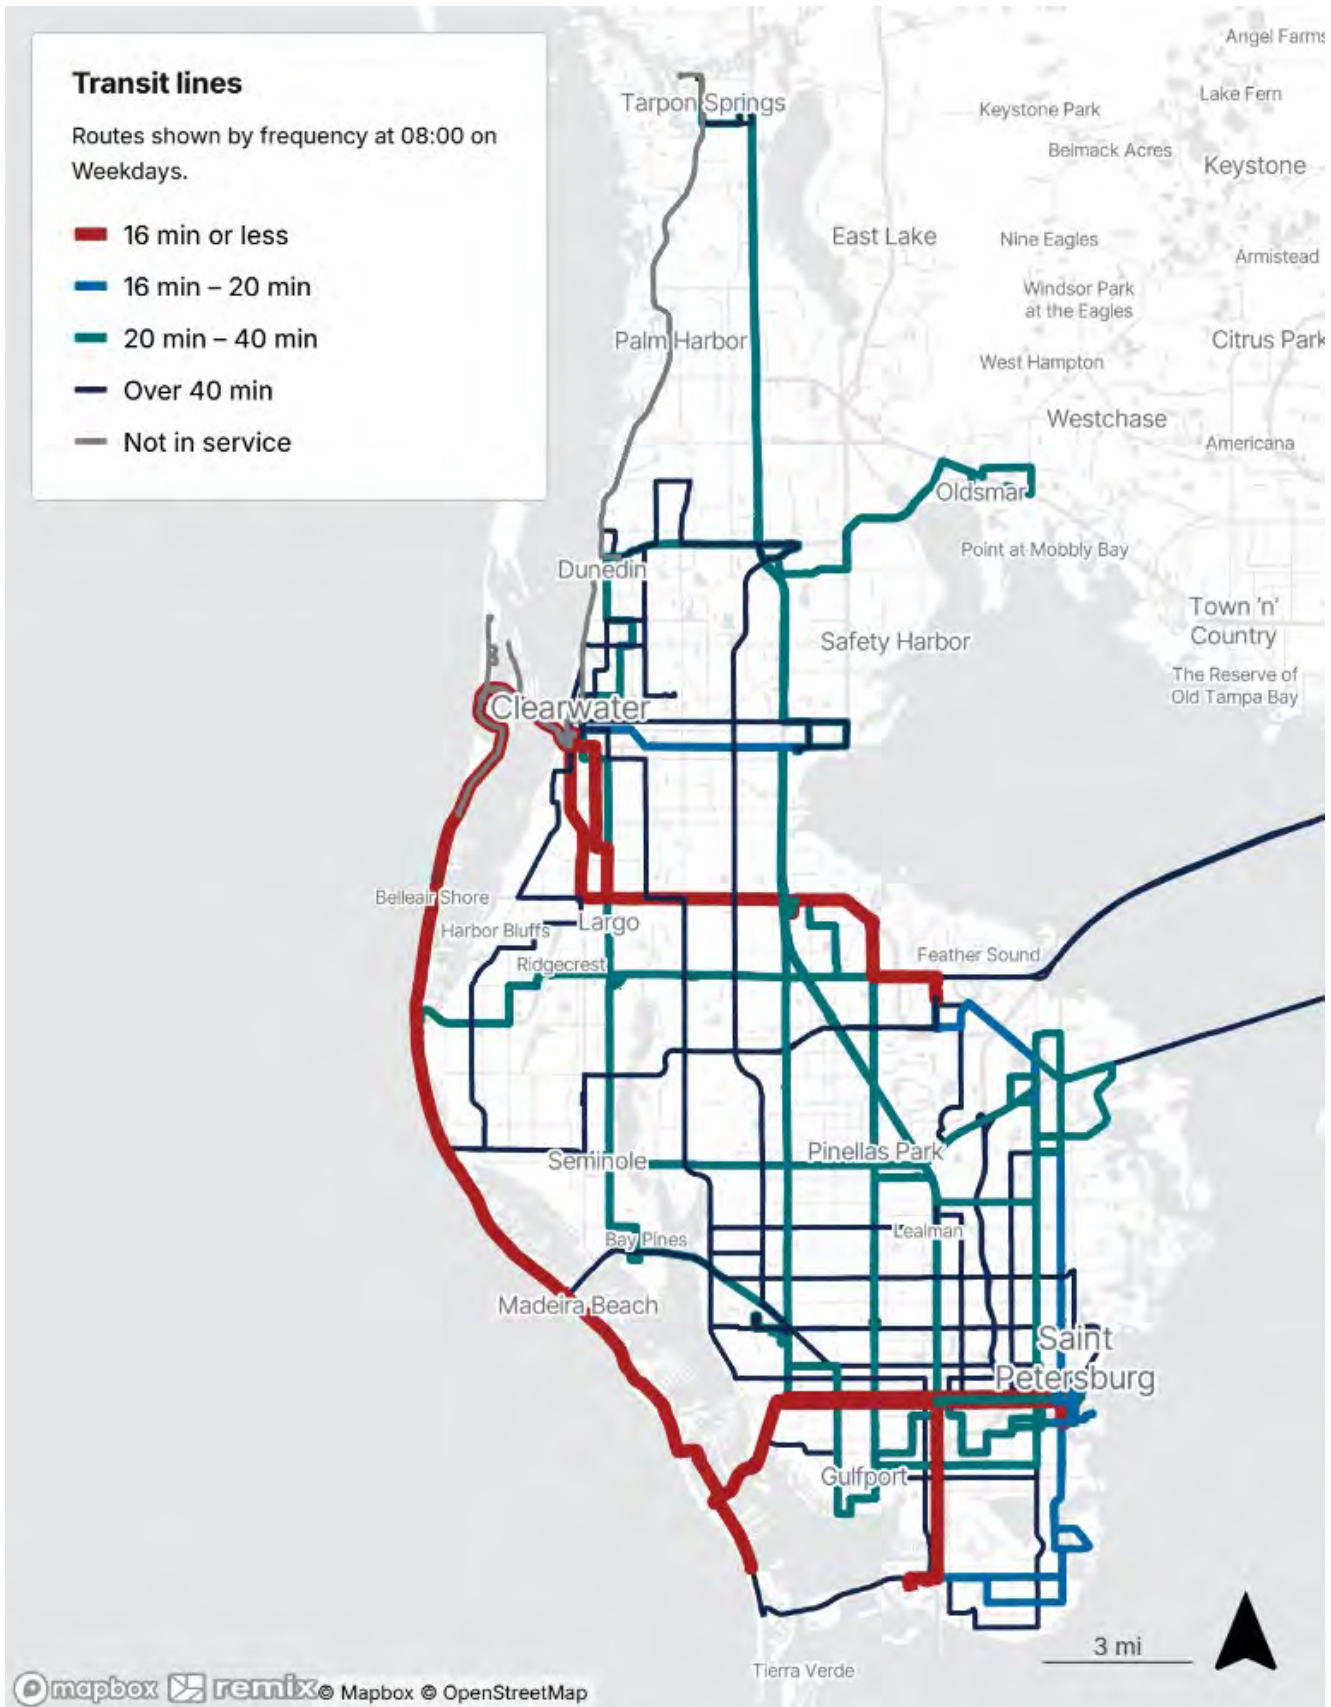 Transit lines
Routes shown by frequency at 08:00 on
Weekdays.
16 min or less
16 min – 20 min
20 min – 40 min
Over 40 min
Not in service
Angel Farms
Lake Fern
Tarpon Springs
Keystone Park
Belmack Acres
Keystone
East Lake
Nine Eagles
Armistead
Windsor Park
at the Eagles
Palm Harbor
Citrus Park
West Hampton
Westchase
Americana
Oldsmar
Point at Mobbly Bay
Dunedin
Town 'n'
Country
Safety Harbor
The Reserve of
Old Tampa Bay
Clearwater
Belleair Shore
Harbor Bluffs
Largo
Ridgecrest
Feather Sound
Seminole
Pinellas Park
Lealman
Bay Pines
Madeira Beach
Saint
Petersburg
Gulfport
3 mi
Tierra Verde
mapbox remix © Mapbox © OpenStreetMap